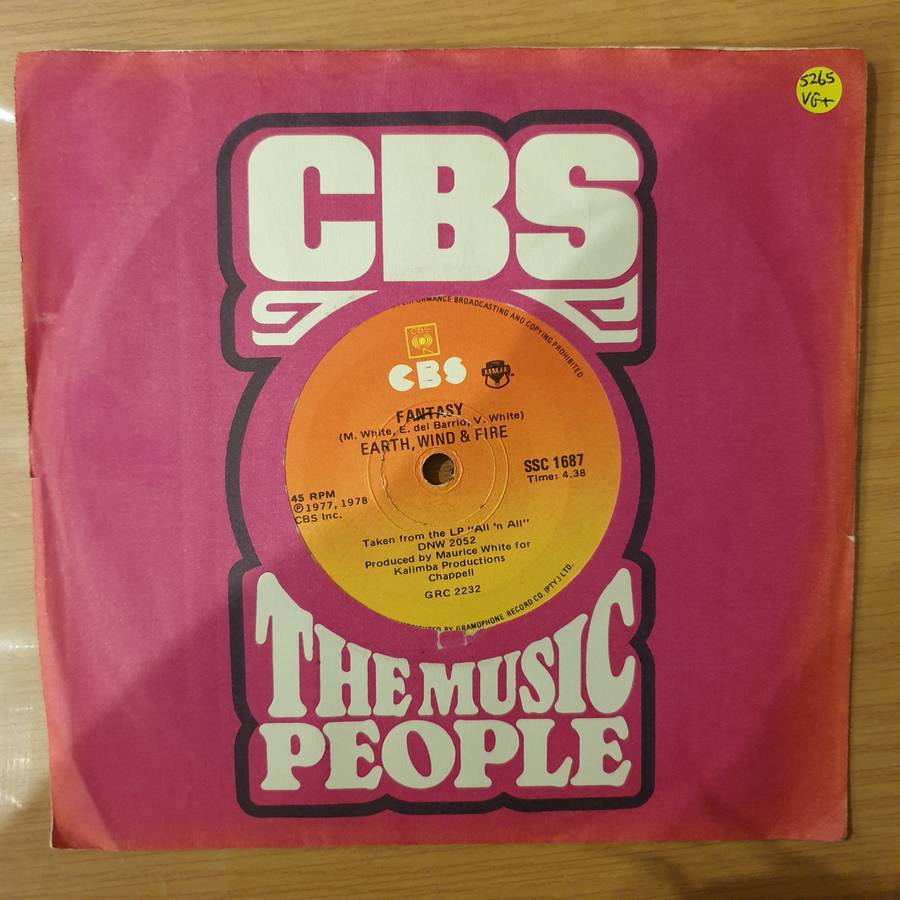 5265
VG+
CBS
PERFORMANCE BROADCASTING AND COPYING PROHIBITED
CBS
CBS
FANTASY
(M. White, E. del Barrio, V. White)
EARTH, WIND & FIRE
SSC 1687
Time: 4.38
45 RPM
℗ 1977, 1978
CBS Inc.
Taken from the LP "All 'n All"
DNW 2052
Produced by Maurice White for
Kalimba Productions
Chappell
GRC 2232
BY GRAMOPHONE RECORD CO. (PTY.) LTD.
THE MUSIC
PEOPLE